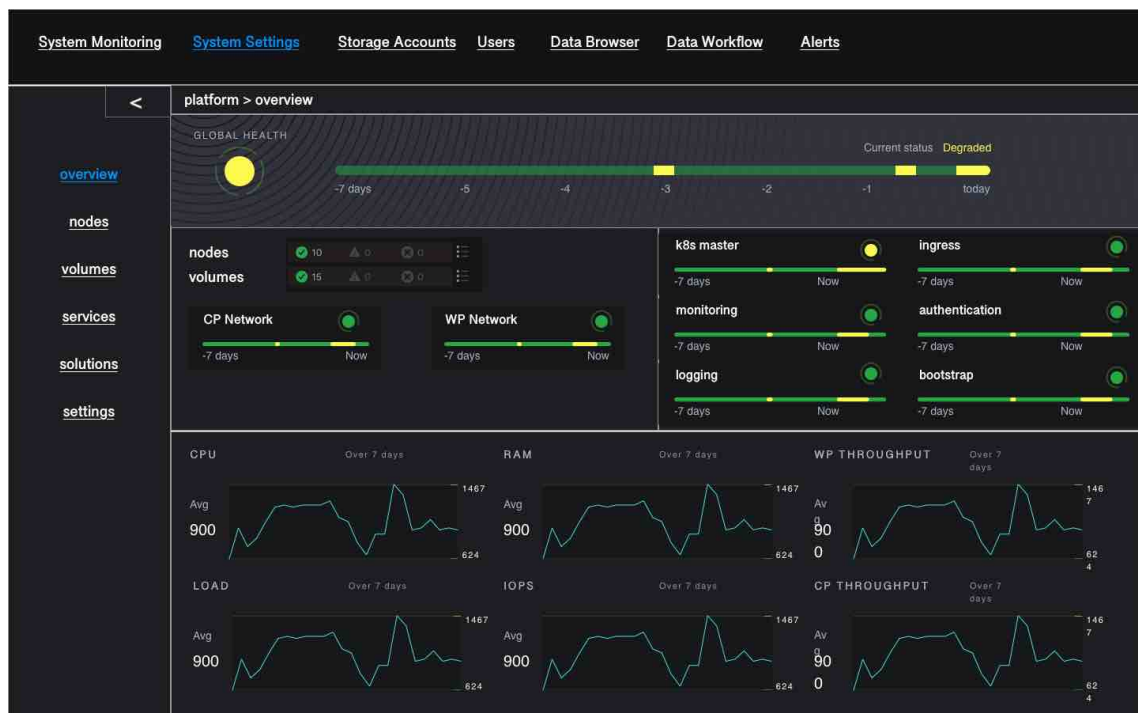 System Monitoring System Settings Storage Accounts Users Data Browser Data Workflow Alerts
<
platform > overview
overview
nodes
volumes
services
solutions
settings
GLOBAL HEALTH
Current status Degraded
-7 days -5 -4 -3 -2 -1 today
nodes 10 0 0
volumes 15 0 0
CP Network
-7 days Now
WP Network
-7 days Now
k8s master
-7 days Now
ingress
-7 days Now
monitoring
-7 days Now
authentication
-7 days Now
logging
-7 days Now
bootstrap
-7 days Now
CPU Over 7 days
1467
Avg
900
624
RAM Over 7 days
1467
Avg
900
624
WP THROUGHPUT Over 7
days
146
7
Av
g
90
0
62
4
LOAD Over 7 days
1467
Avg
900
624
IOPS Over 7 days
1467
Avg
900
624
CP THROUGHPUT Over 7
days
146
7
Av
g
90
0
62
4